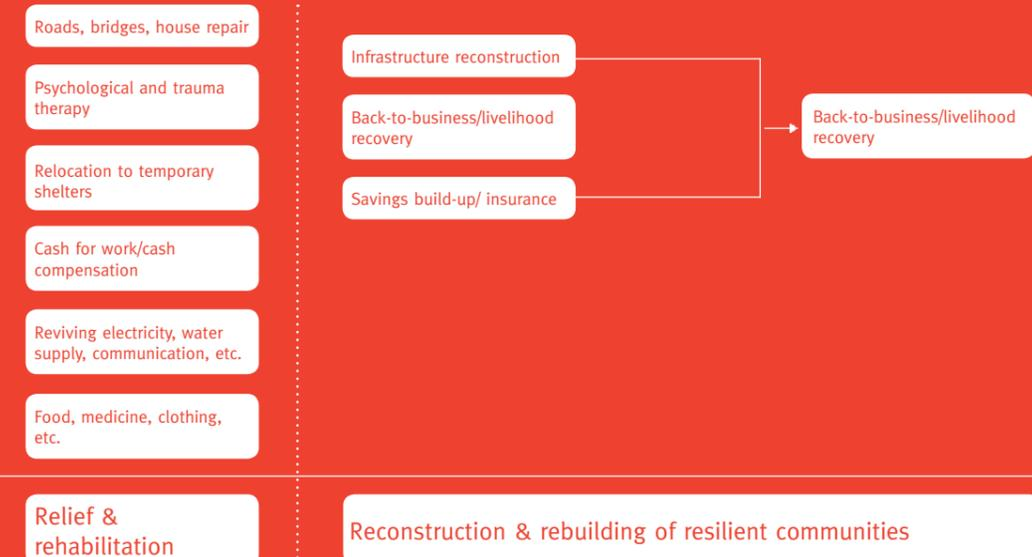 Roads, bridges, house repair
Psychological and trauma
therapy
Relocation to temporary
shelters
Cash for work/cash
compensation
Reviving electricity, water
supply, communication, etc.
Food, medicine, clothing,
etc.
Relief &
rehabilitation
Infrastructure reconstruction
Back-to-business/livelihood
recovery
Savings build-up/ insurance
Back-to-business/livelihood
recovery
Reconstruction & rebuilding of resilient communities